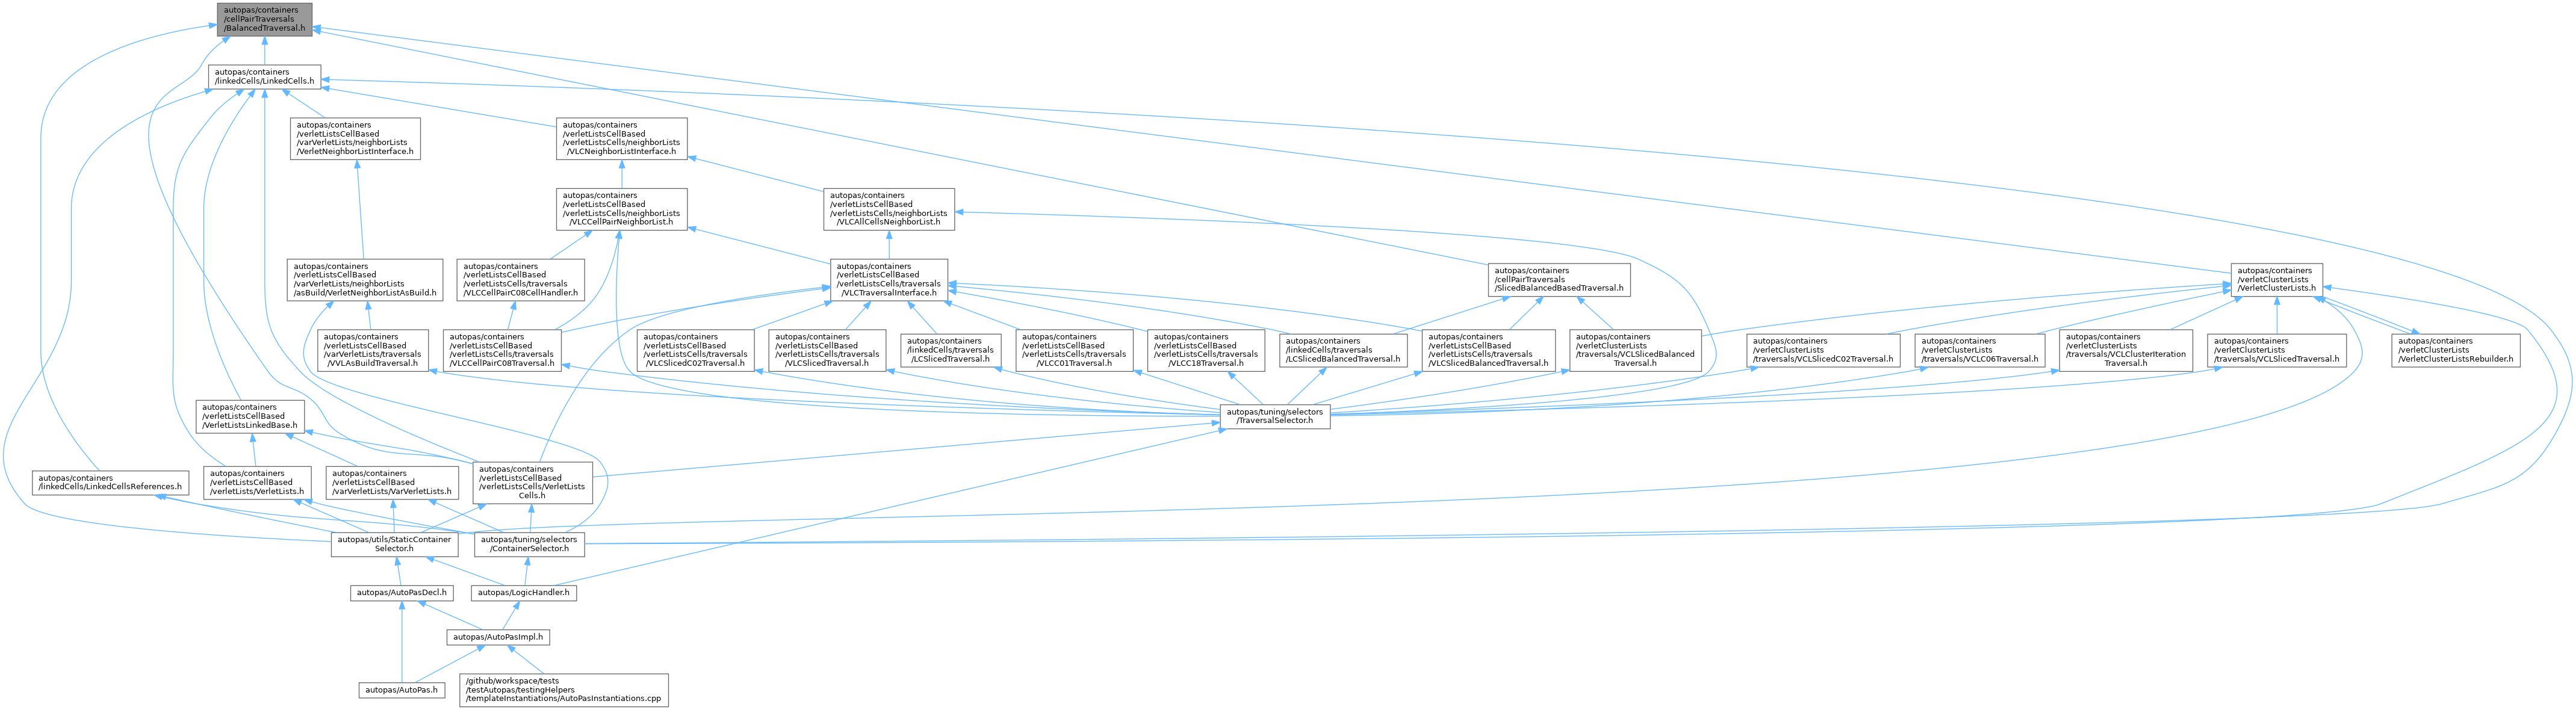 autopas/containers
/cellPairTraversals
/BalancedTraversal.h
autopas/containers
/linkedCells/LinkedCells.h
autopas/containers
/verletListsCellBased
/varVerletLists/neighborLists
/VerletNeighborListInterface.h
autopas/containers
/verletListsCellBased
/verletListsCells/neighborLists
/VLCNeighborListInterface.h
autopas/containers
/verletListsCellBased
/verletListsCells/neighborLists
/VLCCellPairNeighborList.h
autopas/containers
/verletListsCellBased
/verletListsCells/neighborLists
/VLCAllCellsNeighborList.h
autopas/containers
/verletListsCellBased
/varVerletLists/neighborLists
/asBuild/VerletNeighborListAsBuild.h
autopas/containers
/verletListsCellBased
/verletListsCells/traversals
/VLCCellPairC08CellHandler.h
autopas/containers
/verletListsCellBased
/verletListsCells/traversals
/VLCTraversalInterface.h
autopas/containers
/cellPairTraversals
/SlicedBalancedBasedTraversal.h
autopas/containers
/verletClusterLists
/VerletClusterLists.h
autopas/containers
/verletListsCellBased
/varVerletLists/traversals
/VVLAsBuildTraversal.h
autopas/containers
/verletListsCellBased
/verletListsCells/traversals
/VLCCellPairC08Traversal.h
autopas/containers
/verletListsCellBased
/verletListsCells/traversals
/VLCSlicedC02Traversal.h
autopas/containers
/verletListsCellBased
/verletListsCells/traversals
/VLCSlicedTraversal.h
autopas/containers
/linkedCells/traversals
/LCSlicedTraversal.h
autopas/containers
/verletListsCellBased
/verletListsCells/traversals
/VLCC01Traversal.h
autopas/containers
/verletListsCellBased
/verletListsCells/traversals
/VLCC18Traversal.h
autopas/containers
/linkedCells/traversals
/LCSlicedBalancedTraversal.h
autopas/containers
/verletListsCellBased
/verletListsCells/traversals
/VLCSlicedBalancedTraversal.h
autopas/containers
/verletClusterLists
/traversals/VCLSlicedBalanced
Traversal.h
autopas/containers
/verletClusterLists
/traversals/VCLSlicedC02Traversal.h
autopas/containers
/verletClusterLists
/traversals/VCLC06Traversal.h
autopas/containers
/verletClusterLists
/traversals/VCLClusterIteration
Traversal.h
autopas/containers
/verletClusterLists
/traversals/VCLSlicedTraversal.h
autopas/containers
/verletClusterLists
/VerletClusterListsRebuilder.h
autopas/containers
/verletListsCellBased
/VerletListsLinkedBase.h
autopas/tuning/selectors
/TraversalSelector.h
autopas/containers
/linkedCells/LinkedCellsReferences.h
autopas/containers
/verletListsCellBased
/verletLists/VerletLists.h
autopas/containers
/verletListsCellBased
/varVerletLists/VarVerletLists.h
autopas/containers
/verletListsCellBased
/verletListsCells/VerletLists
Cells.h
autopas/utils/StaticContainer
Selector.h
autopas/tuning/selectors
/ContainerSelector.h
autopas/AutoPasDecl.h
autopas/LogicHandler.h
autopas/AutoPasImpl.h
autopas/AutoPas.h
/github/workspace/tests
/testAutopas/testingHelpers
/templateInstantiations/AutoPasInstantiations.cpp